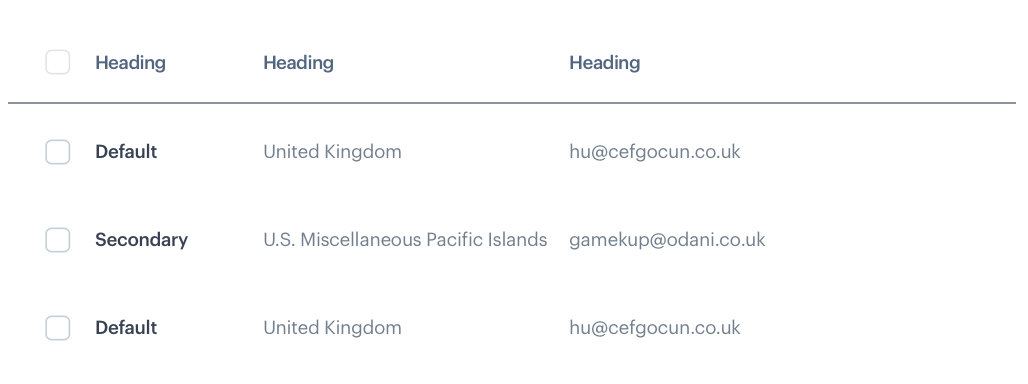 Heading Heading Heading
Default United Kingdom hu@cefgocun.co.uk
Secondary U.S. Miscellaneous Pacific Islands gamekup@odani.co.uk
Default United Kingdom hu@cefgocun.co.uk